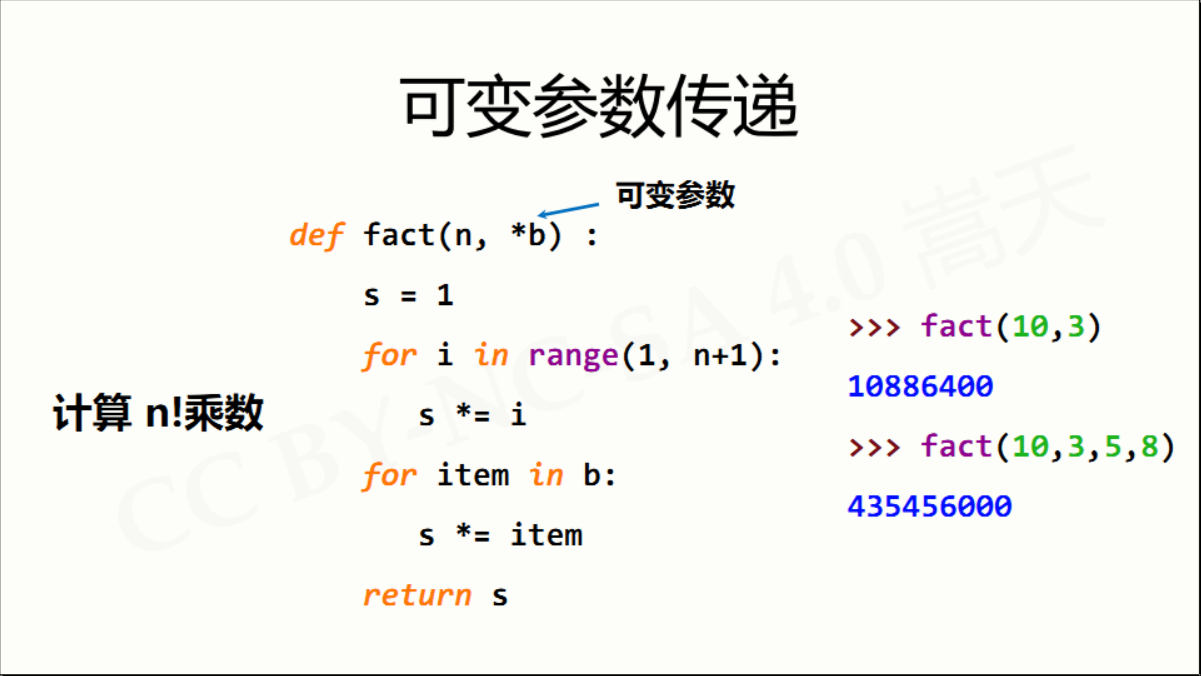 可变参数传递
可变参数
def fact(n, *b) :
s = 1
for i in range(1, n+1):
s *= i
for item in b:
s *= item
return s
计算 n!乘数
>>> fact(10,3)
10886400
>>> fact(10,3,5,8)
435456000
CC BY-NC SA 4.0 嵩天